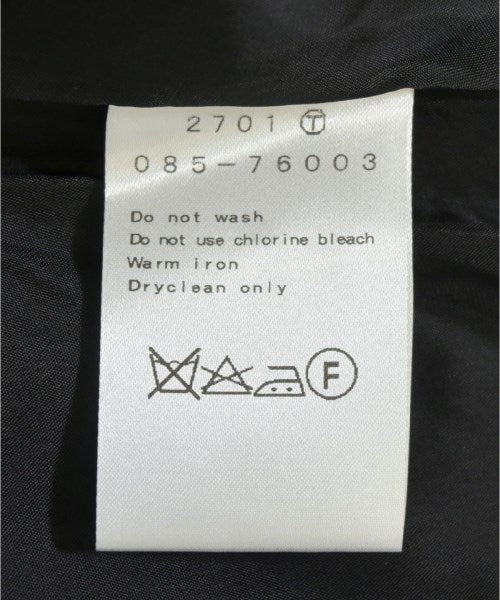 2701 Ⓣ
085-76003
Do not wash
Do not use chlorine bleach
Warm iron
Dryclean only
F